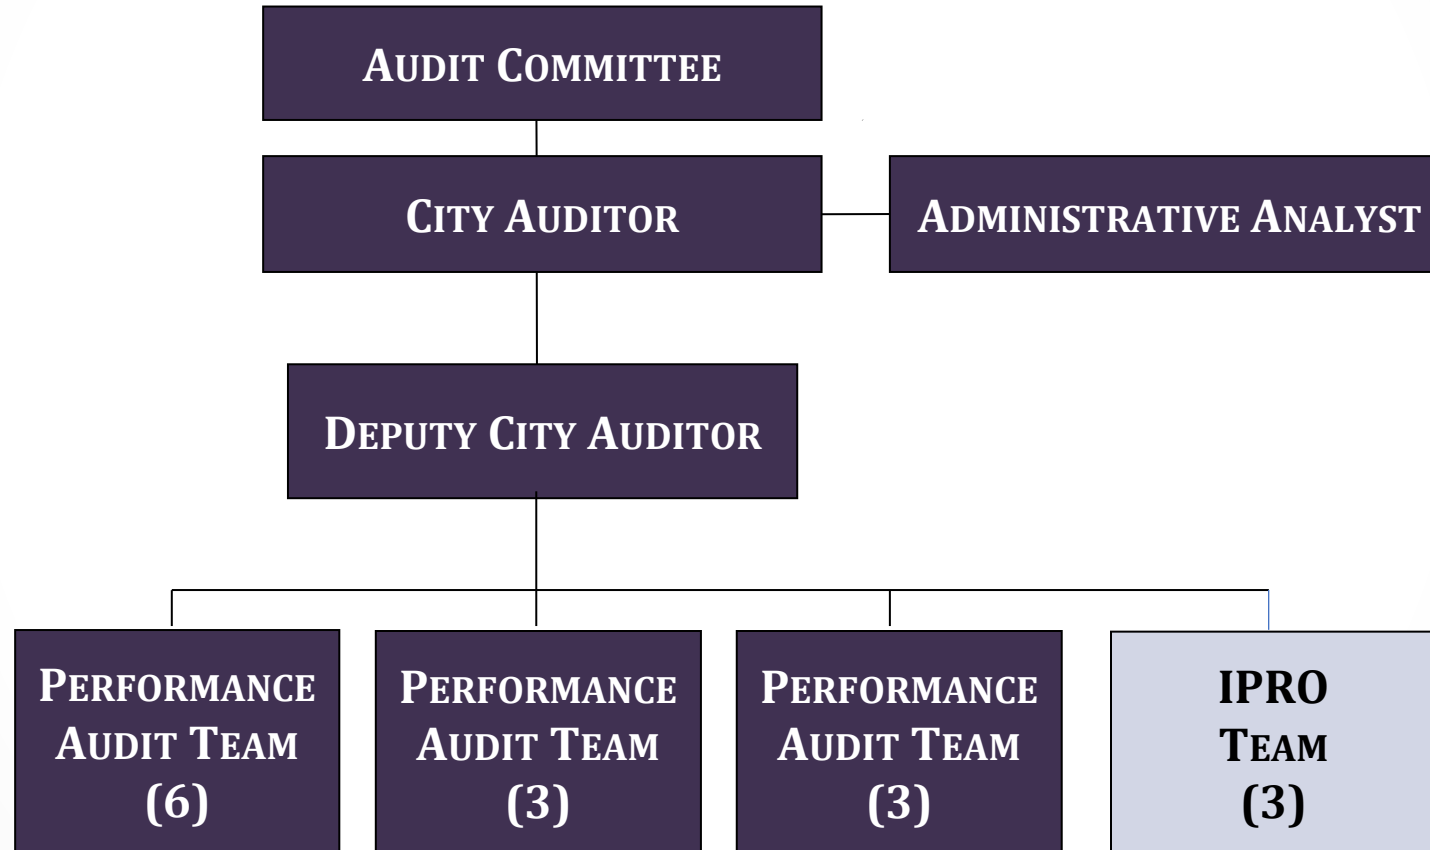 AUDIT COMMITTEE
CITY AUDITOR
ADMINISTRATIVE ANALYST
DEPUTY CITY AUDITOR
PERFORMANCE
AUDIT TEAM
(6)
PERFORMANCE
AUDIT TEAM
(3)
PERFORMANCE
AUDIT TEAM
(3)
IPRO
TEAM
(3)